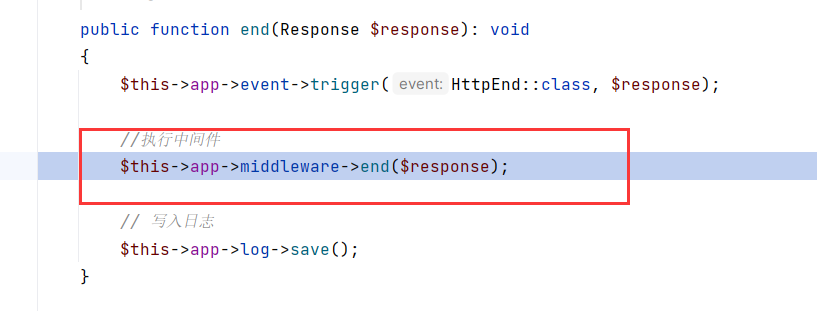 public function end(Response $response): void
{
$this->app->event->trigger( event: HttpEnd::class, $response);
//执行中间件
$this->app->middleware->end($response);
// 写入日志
$this->app->log->save();
}